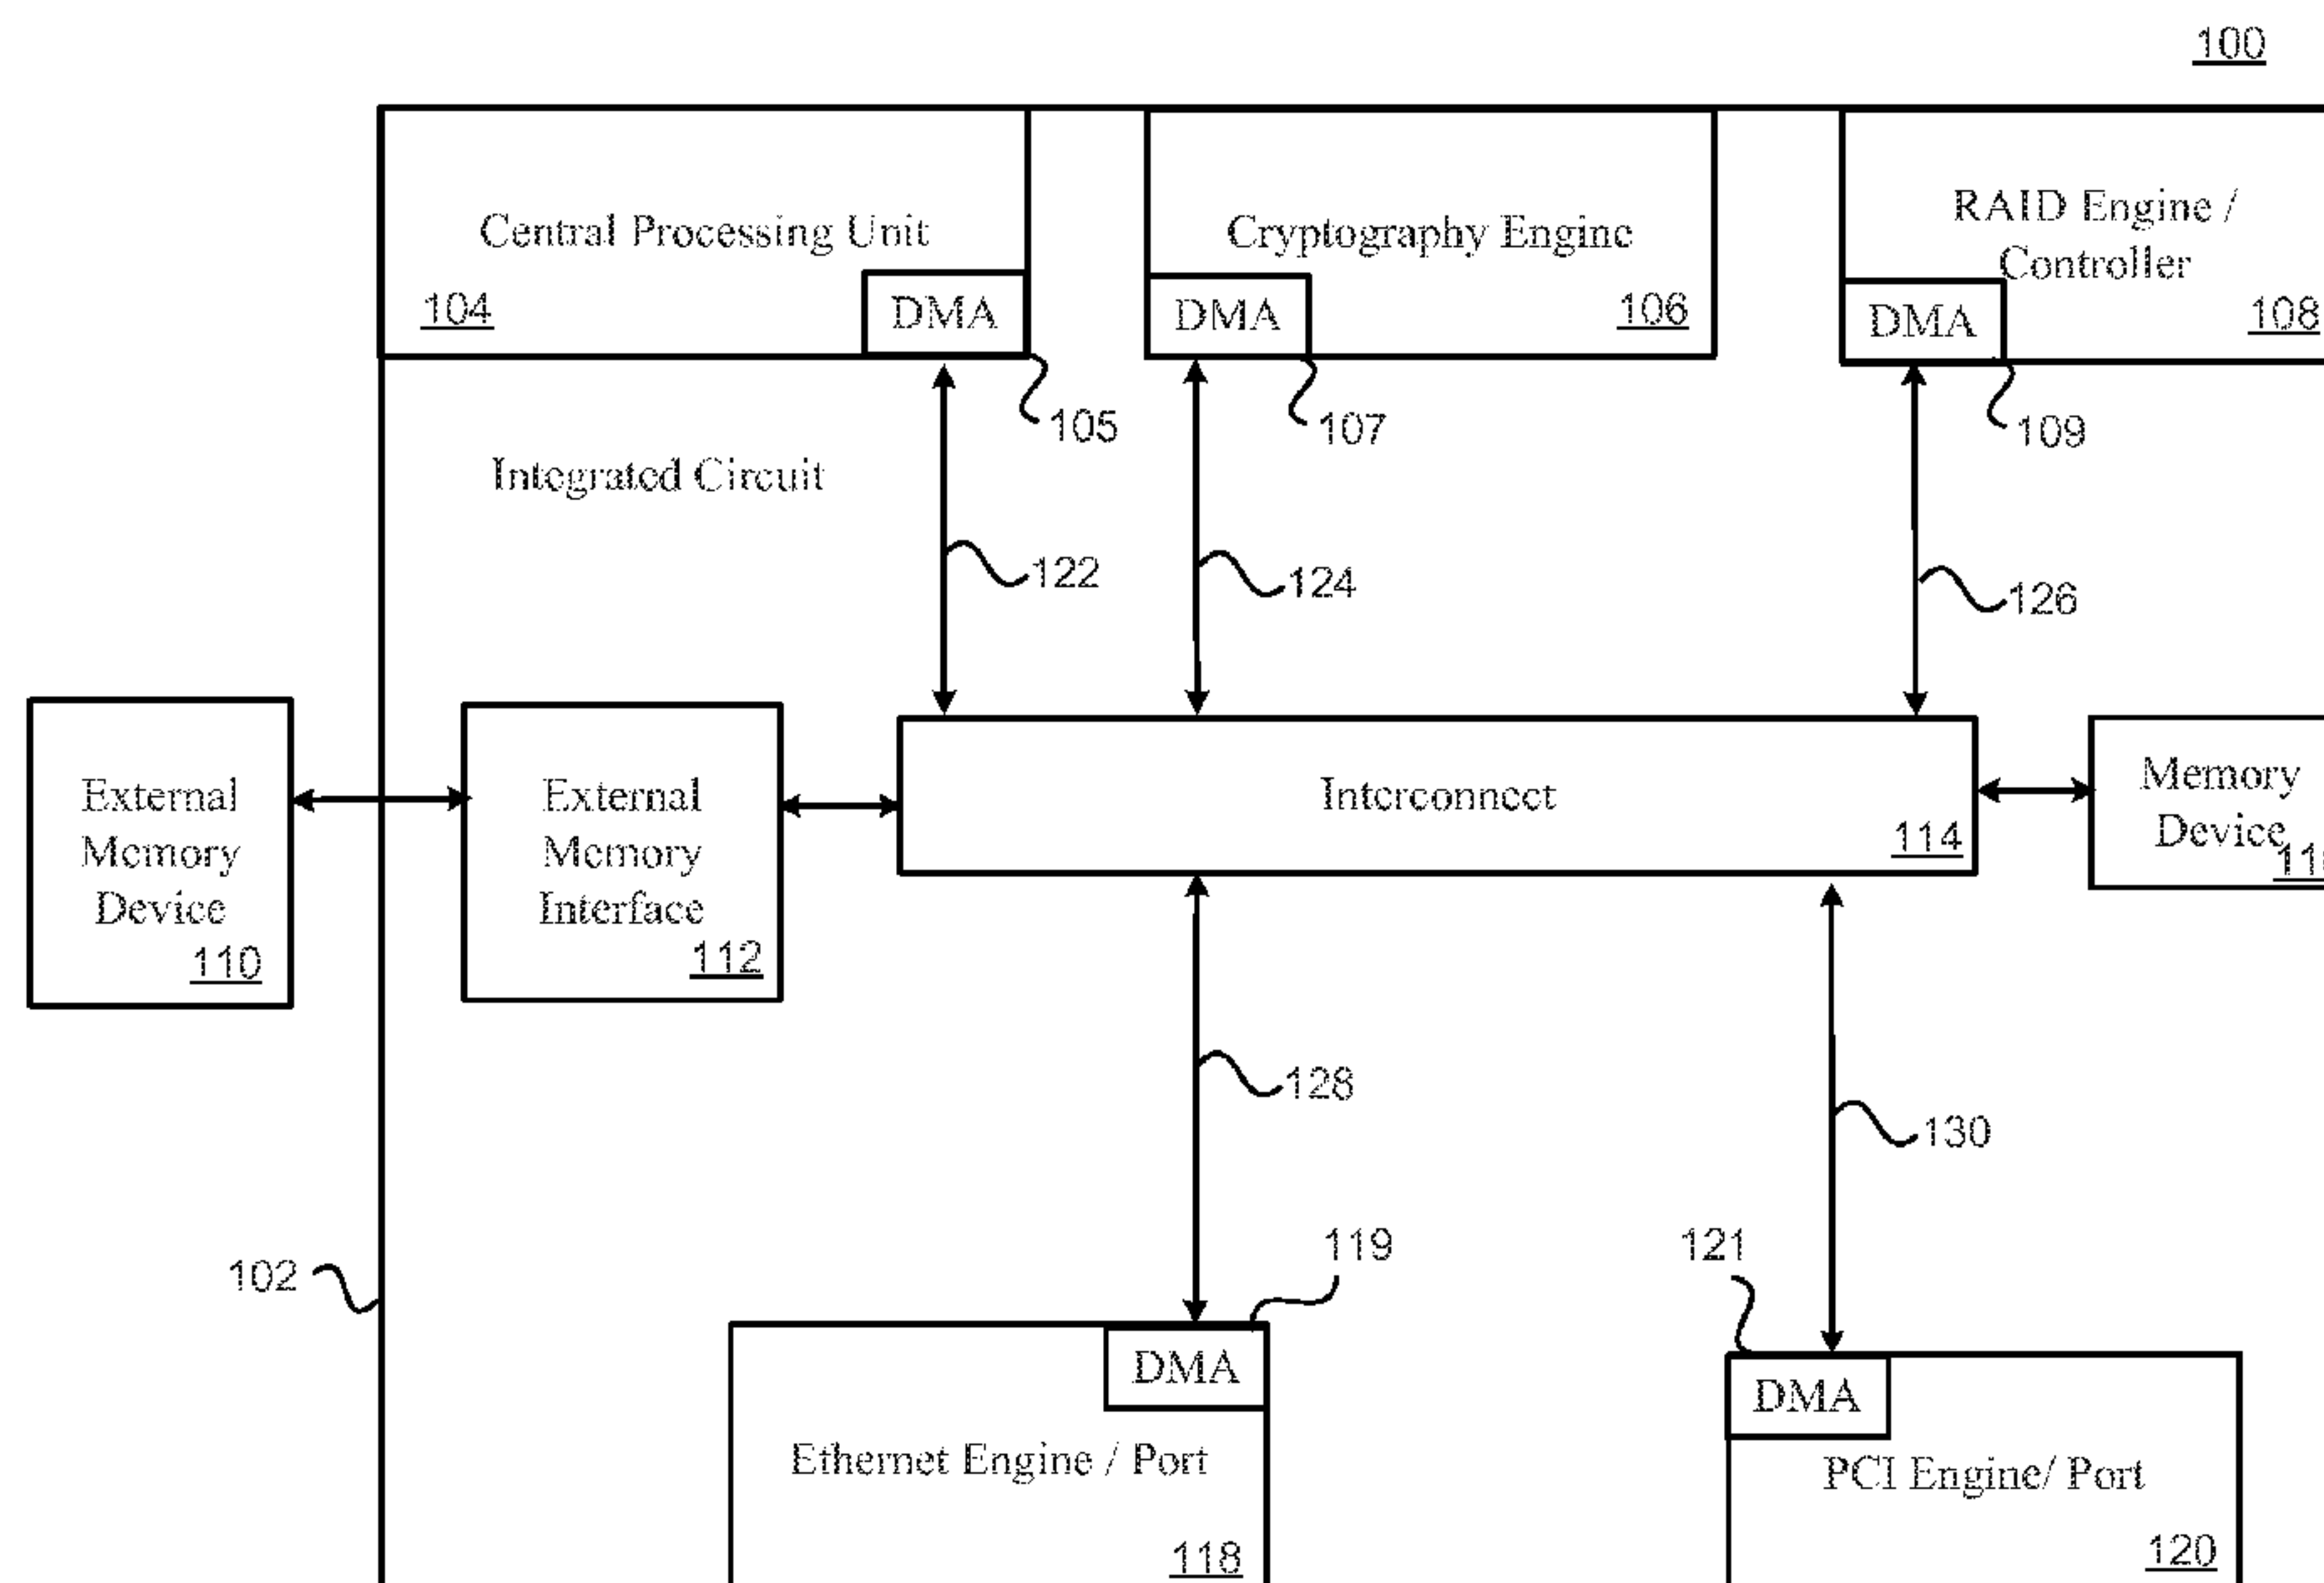 100
Central Processing Unit
104
DMA
105
Cryptography Engine
106
DMA
107
RAID Engine /
Controller
108
DMA
109
Integrated Circuit
122
124
126
External
Memory
Device
110
External
Memory
Interface
112
Interconnect
114
Memory
Device
128
130
102
119
121
DMA
Ethernet Engine / Port
118
DMA
PCI Engine/ Port
120